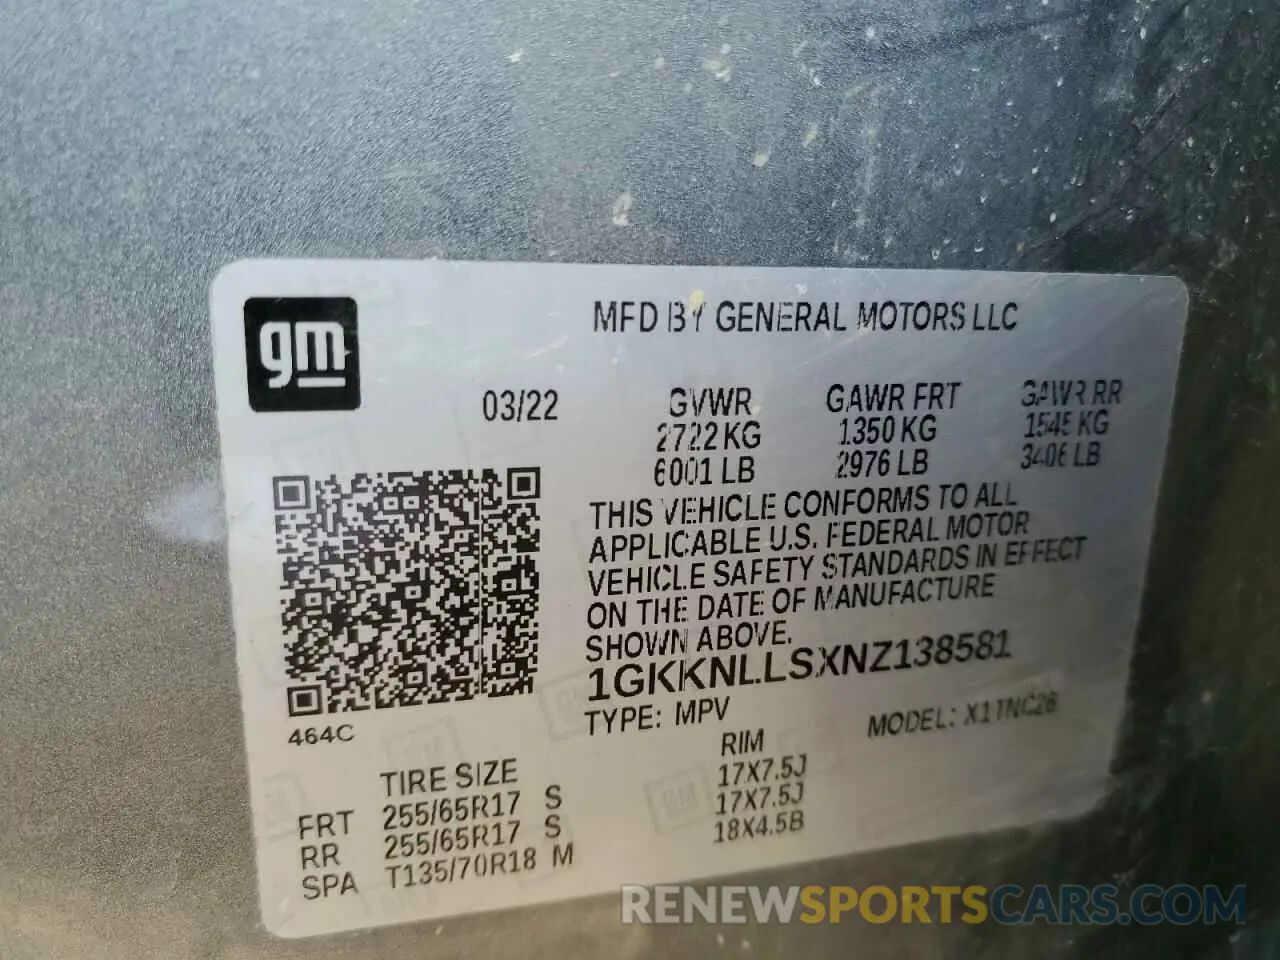 gm
MFD BY GENERAL MOTORS LLC
03/22 GVWR GAWR FRT GAWR RR
2722 KG 1350 KG 1545 KG
6001 LB 2976 LB 3406 LB
THIS VEHICLE CONFORMS TO ALL
APPLICABLE U.S. FEDERAL MOTOR
VEHICLE SAFETY STANDARDS IN EFFECT
ON THE DATE OF MANUFACTURE
SHOWN ABOVE.
1GKKNLLSXNZ138581
TYPE: MPV MODEL: X1TNC26
464C
TIRE SIZE RIM
FRT 255/65R17 S 17X7.5J
RR 255/65R17 S 17X7.5J
SPA T135/70R18 M 18X4.5B
RENEWSPORTSCARS.COM